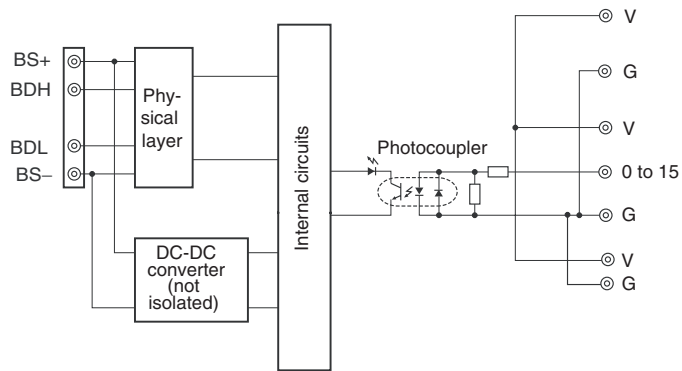 BS+
BDH
BDL
BS−
Phy-
sical
layer
DC-DC
converter
(not
isolated)
Internal circuits
Photocoupler
V
G
V
0 to 15
G
V
G